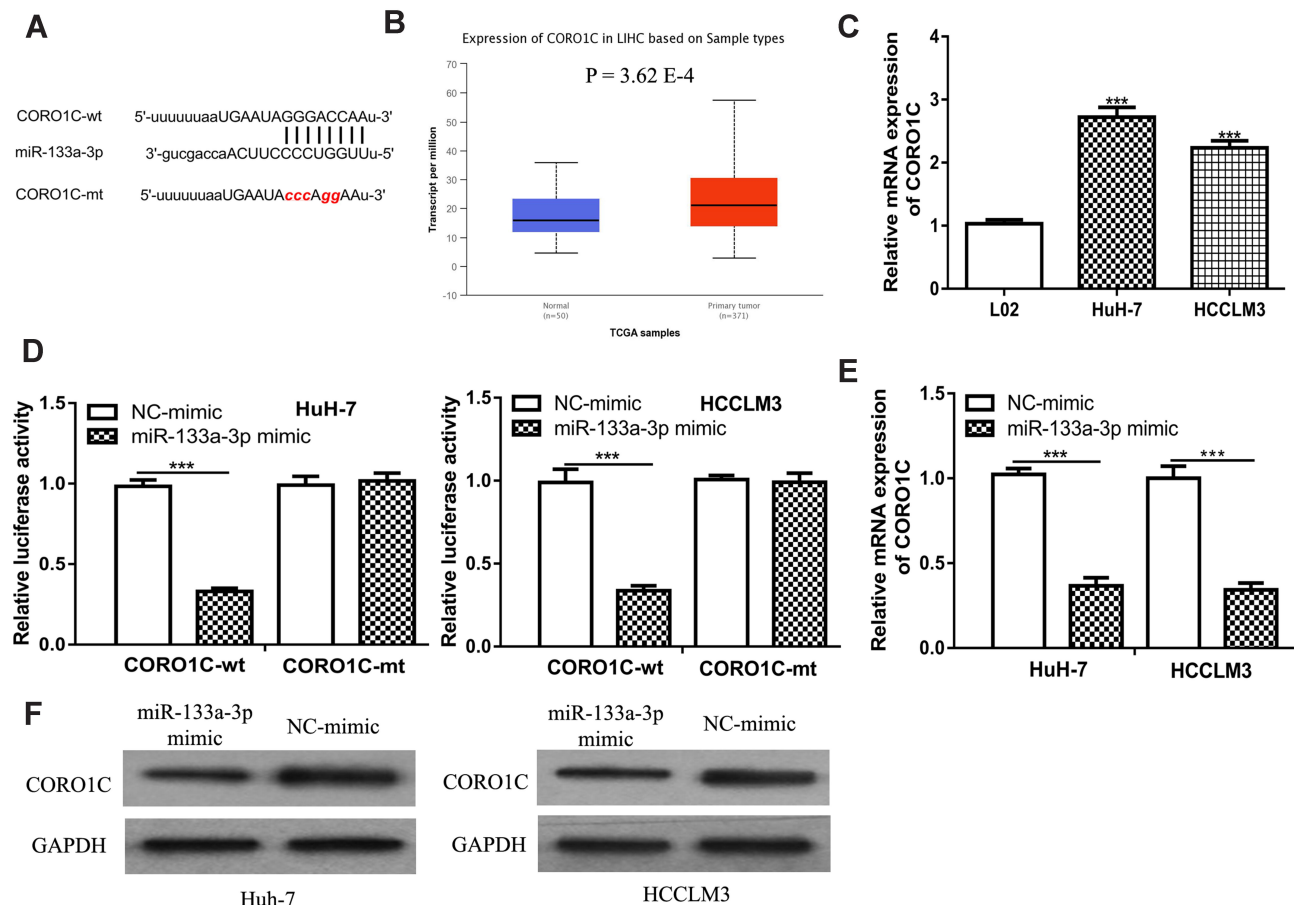 A
CORO1C-wt 5'-uuuuuuaaUGAAUAGGGACCAAu-3'
miR-133a-3p 3'-gucgaccaACUUCCCCUGGUUu-5'
CORO1C-mt 5'-uuuuuuaaUGAAUAcccAggAAu-3'
B
Expression of CORO1C in LIHC based on Sample types
P = 3.62 E-4
Transcript per million
70
60
50
40
30
20
10
0
-10
Normal
(n=50)
Primary tumor
(n=371)
TCGA samples
C
Relative mRNA expression
of CORO1C
4
3
2
1
0
***
***
L02 HuH-7 HCCLM3
D
Relative luciferase activity
1.5
1.0
0.5
0.0
NC-mimic
miR-133a-3p mimic
HuH-7
***
CORO1C-wt CORO1C-mt
Relative luciferase activity
1.5
1.0
0.5
0.0
NC-mimic
miR-133a-3p mimic
HCCLM3
***
CORO1C-wt CORO1C-mt
E
Relative mRNA expression
of CORO1C
1.5
1.0
0.5
0.0
NC-mimic
miR-133a-3p mimic
***
***
HuH-7 HCCLM3
F
miR-133a-3p
mimic
NC-mimic
CORO1C
GAPDH
Huh-7
miR-133a-3p
mimic
NC-mimic
CORO1C
GAPDH
HCCLM3